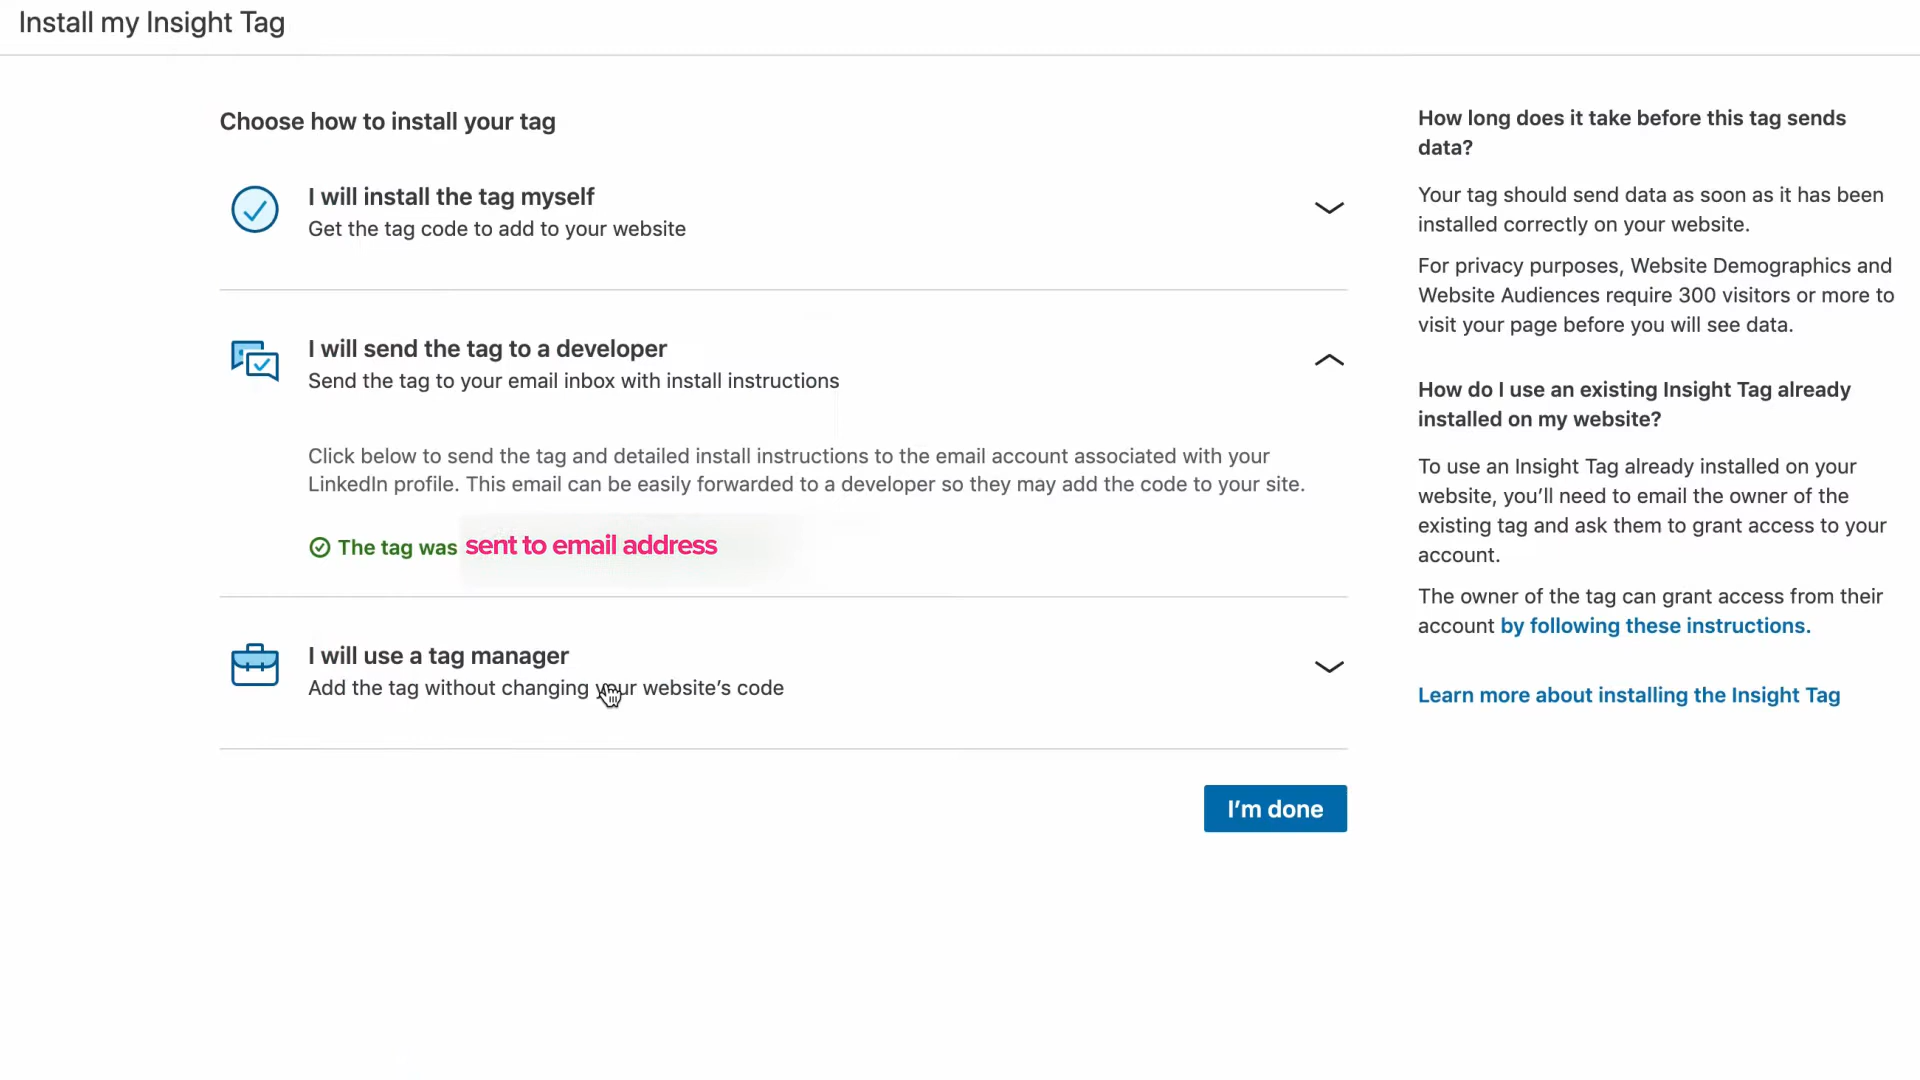 Install my Insight Tag
Choose how to install your tag
I will install the tag myself
Get the tag code to add to your website
I will send the tag to a developer
Send the tag to your email inbox with install instructions
Click below to send the tag and detailed install instructions to the email account associated with your
LinkedIn profile. This email can be easily forwarded to a developer so they may add the code to your site.
The tag was sent to email address
I will use a tag manager
Add the tag without changing your website’s code
I’m done
How long does it take before this tag sends
data?
Your tag should send data as soon as it has been
installed correctly on your website.
For privacy purposes, Website Demographics and
Website Audiences require 300 visitors or more to
visit your page before you will see data.
How do I use an existing Insight Tag already
installed on my website?
To use an Insight Tag already installed on your
website, you’ll need to email the owner of the
existing tag and ask them to grant access to your
account.
The owner of the tag can grant access from their
account by following these instructions.
Learn more about installing the Insight Tag